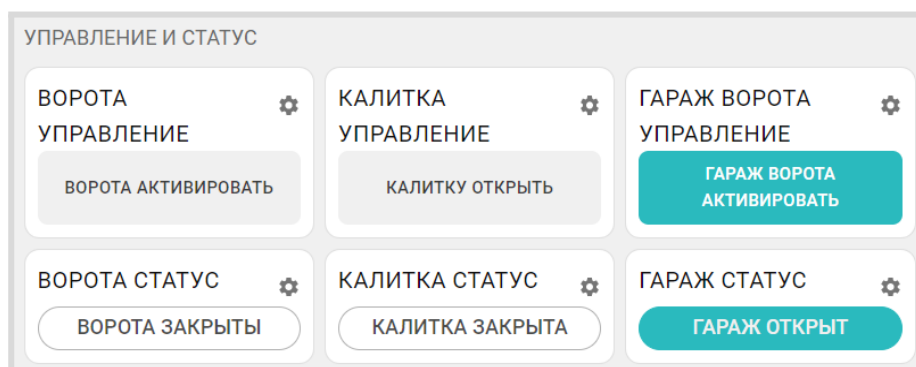 УПРАВЛЕНИЕ И СТАТУС
ВОРОТА
УПРАВЛЕНИЕ
ВОРОТА АКТИВИРОВАТЬ
КАЛИТКА
УПРАВЛЕНИЕ
КАЛИТКУ ОТКРЫТЬ
ГАРАЖ ВОРОТА
УПРАВЛЕНИЕ
ГАРАЖ ВОРОТА
АКТИВИРОВАТЬ
ВОРОТА СТАТУС
ВОРОТА ЗАКРЫТЫ
КАЛИТКА СТАТУС
КАЛИТКА ЗАКРЫТА
ГАРАЖ СТАТУС
ГАРАЖ ОТКРЫТ